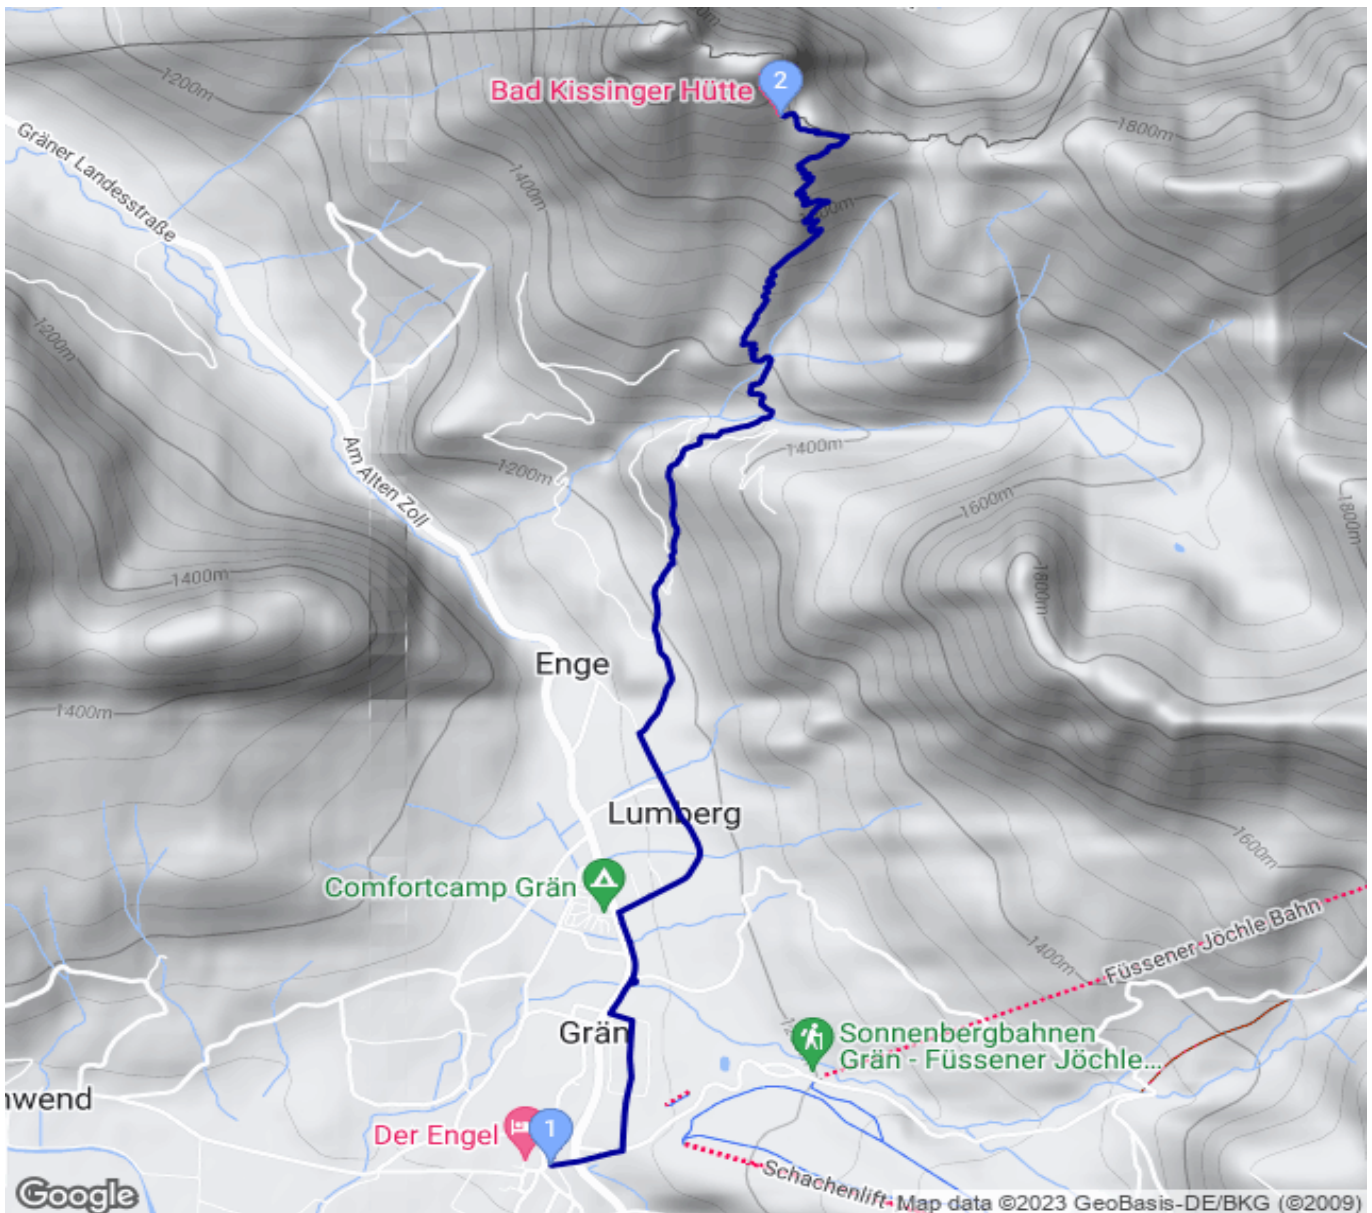 1200m
2
Bad Kissinger Hütte
1800m
Gräner Landesstraße
1400m
1200m
Am Alten Zoll
1400m
1200m
1600m
1800m
1400m
1800m
Enge
1400m
Lumberg
1600m
Comfortcamp Grän
Füssener Jöchle Bahn
1400m
Grän
Sonnenbergbahnen
Grän - Füssener Jöchle...
nwend
Der Engel
1
Schachenlift
Google
Map data ©2023 GeoBasis-DE/BKG (©2009)